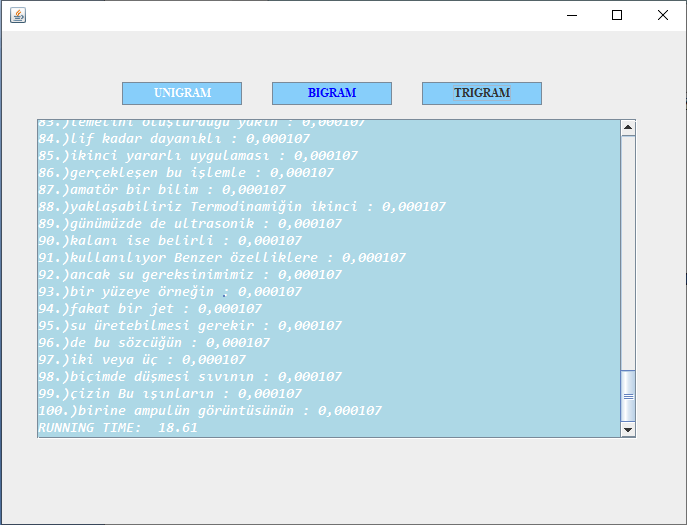 UNIGRAM BIGRAM TRIGRAM
83.)temelini oluşturduğu yakın : 0,000107
84.)lif kadar dayanıklı : 0,000107
85.)ikinci yararlı uygulaması : 0,000107
86.)gerçekleşen bu işlemle : 0,000107
87.)amatör bir bilim : 0,000107
88.)yaklaşabiliriz Termodinamiğin ikinci : 0,000107
89.)günümüzde de ultrasonik : 0,000107
90.)kalanı ise belirli : 0,000107
91.)kullanılıyor Benzer özelliklere : 0,000107
92.)ancak su gereksinimimiz : 0,000107
93.)bir yüzeye örneğin : 0,000107
94.)fakat bir jet : 0,000107
95.)su üretebilmesi gerekir : 0,000107
96.)de bu sözcüğün : 0,000107
97.)iki veya üç : 0,000107
98.)biçimde düşmesi sıvının : 0,000107
99.)çizin Bu ışınların : 0,000107
100.)birine ampulün görüntüsünün : 0,000107
RUNNING TIME:  18.61